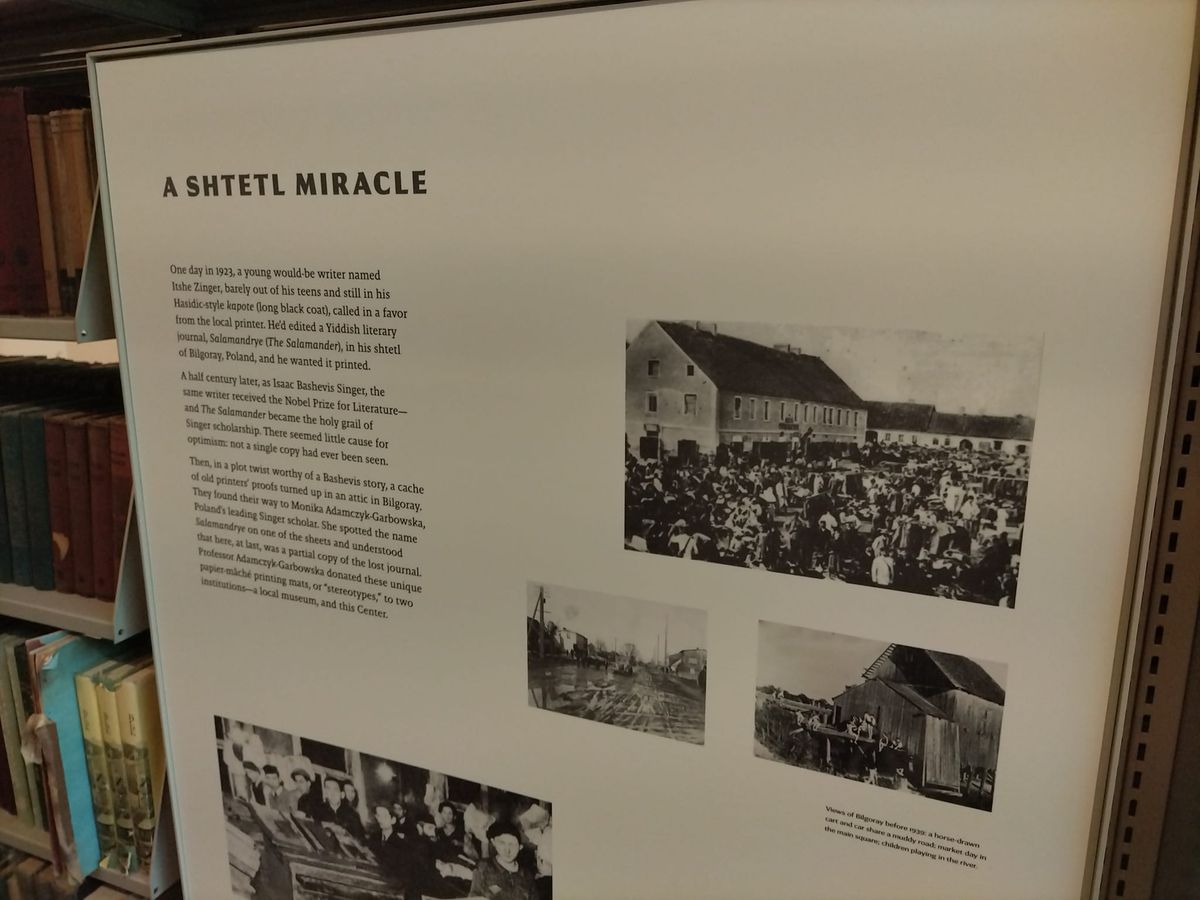 A SHTETL MIRACLE
One day in 1923, a young would-be writer named
Itshe Zinger, barely out of his teens and still in his
Hasidic-style kapote (long black coat), called in a favor
from the local printer. He'd edited a Yiddish literary
journal, Salamandrye (The Salamander), in his shtetl
of Bilgoray, Poland, and he wanted it printed.
A half century later, as Isaac Bashevis Singer, the
same writer received the Nobel Prize for Literature—
and The Salamander became the holy grail of
Singer scholarship. There seemed little cause for
optimism: not a single copy had ever been seen.
Then, in a plot twist worthy of a Bashevis story, a cache
of old printers' proofs turned up in an attic in Bilgoray.
They found their way to Monika Adamczyk-Garbowska,
Poland's leading Singer scholar. She spotted the name
Salamandrye on one of the sheets and understood
that here, at last, was a partial copy of the lost journal.
Professor Adamczyk-Garbowska donated these unique
papier-mâché printing mats, or "stereotypes," to two
institutions—a local museum, and this Center.
Views of Bilgoray before 1939: a horse-drawn
cart and car share a muddy road; market day in
the main square; children playing in the river.